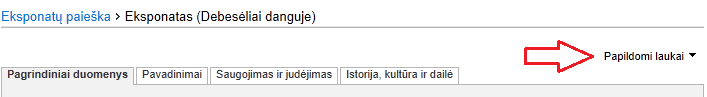 Eksponatų paieška > Eksponatas (Debesėliai danguje)
Papildomi laukai
Pagrindiniai duomenys Pavadinimai Saugojimas ir judėjimas Istorija, kultūra ir dailė